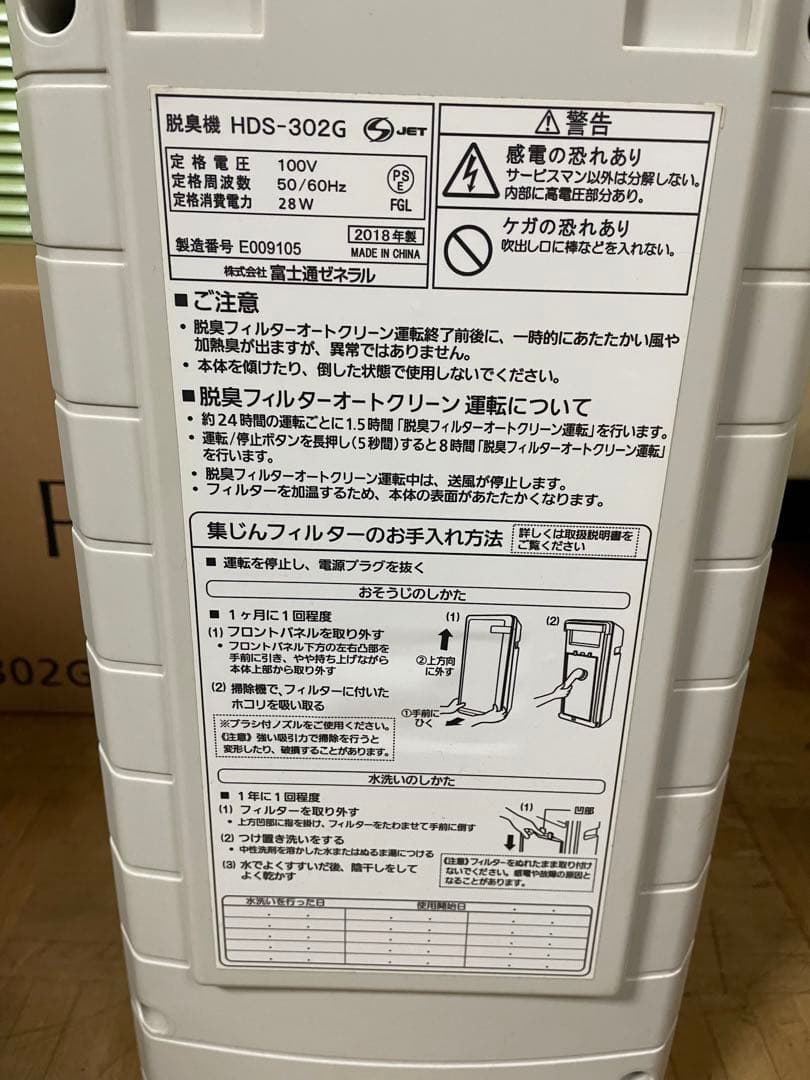 脱臭機 HDS-302G S JET
定格電圧 100V
定格周波数 50/60Hz
定格消費電力 28W
PS
E
FGL
製造番号 E009105
2018年製
MADE IN CHINA
株式会社 富士通ゼネラル
警告
感電の恐れあり
サービスマン以外は分解しない。
内部に高電圧部分あり。
ケガの恐れあり
吹出し口に棒などを入れない。
■ご注意
・脱臭フィルターオートクリーン運転終了前後に、一時的にあたたかい風や
加熱臭が出ますが、異常ではありません。
・本体を傾けたり、倒した状態で使用しないでください。
■脱臭フィルターオートクリーン運転について
・約24時間の運転ごとに1.5時間「脱臭フィルターオートクリーン運転」を行います。
・運転/停止ボタンを長押し(5秒間)すると8時間「脱臭フィルターオートクリーン運転」
を行います。
・脱臭フィルターオートクリーン運転中は、送風が停止します。
・フィルターを加温するため、本体の表面があたたかくなります。
集じんフィルターのお手入れ方法
詳しくは取扱説明書を
ご覧ください
■ 運転を停止し、電源プラグを抜く
おそうじのしかた
■ 1ヶ月に1回程度
(1) フロントパネルを取り外す
・フロントパネル下方の左右凸部を
手前に引き、やや持ち上げながら
本体上部から取り外す
(2) 掃除機で、フィルターに付いた
ホコリを吸い取る
※ブラシ付ノズルをご使用ください。
《注意》強い吸引力で掃除を行うと
変形したり、破損することがあります。
(1)
②上方向
に外す
①手前に
ひく
(2)
水洗いのしかた
■ 1年に1回程度
(1) フィルターを取り外す
・上方凹部に指を掛け、フィルターをたわませて手前に倒す
(2) つけ置き洗いをする
・中性洗剤を溶かした水またはぬるま湯につける
(3) 水でよくすすいだ後、陰干しをして
よく乾かす
(1)
凹部
《注意》フィルターをぬれたまま取り付け
ないでください。感電や故障の原因と
なることがあります。
水洗いを行った日
使用開始日
302G